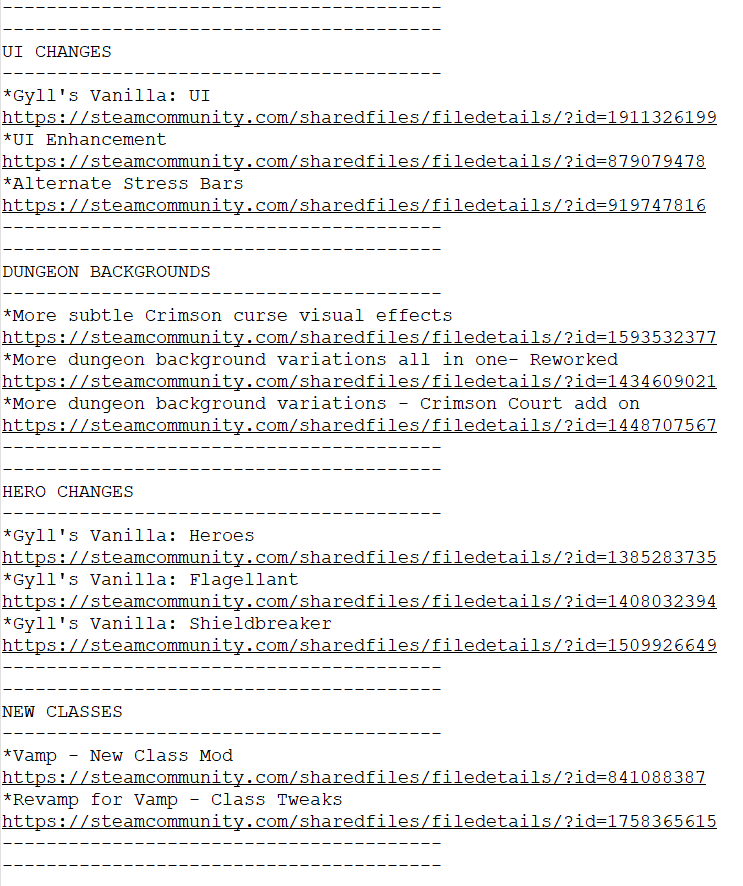 ----------------------------------------
----------------------------------------
UI CHANGES
----------------------------------------
*Gyll's Vanilla: UI
https://steamcommunity.com/sharedfiles/filedetails/?id=1911326199
*UI Enhancement
https://steamcommunity.com/sharedfiles/filedetails/?id=879079478
*Alternate Stress Bars
https://steamcommunity.com/sharedfiles/filedetails/?id=919747816
----------------------------------------
----------------------------------------
DUNGEON BACKGROUNDS
----------------------------------------
*More subtle Crimson curse visual effects
https://steamcommunity.com/sharedfiles/filedetails/?id=1593532377
*More dungeon background variations all in one- Reworked
https://steamcommunity.com/sharedfiles/filedetails/?id=1434609021
*More dungeon background variations - Crimson Court add on
https://steamcommunity.com/sharedfiles/filedetails/?id=1448707567
----------------------------------------
----------------------------------------
HERO CHANGES
----------------------------------------
*Gyll's Vanilla: Heroes
https://steamcommunity.com/sharedfiles/filedetails/?id=1385283735
*Gyll's Vanilla: Flagellant
https://steamcommunity.com/sharedfiles/filedetails/?id=1408032394
*Gyll's Vanilla: Shieldbreaker
https://steamcommunity.com/sharedfiles/filedetails/?id=1509926649
----------------------------------------
----------------------------------------
NEW CLASSES
----------------------------------------
*Vamp - New Class Mod
https://steamcommunity.com/sharedfiles/filedetails/?id=841088387
*Revamp for Vamp - Class Tweaks
https://steamcommunity.com/sharedfiles/filedetails/?id=1758365615
----------------------------------------
----------------------------------------